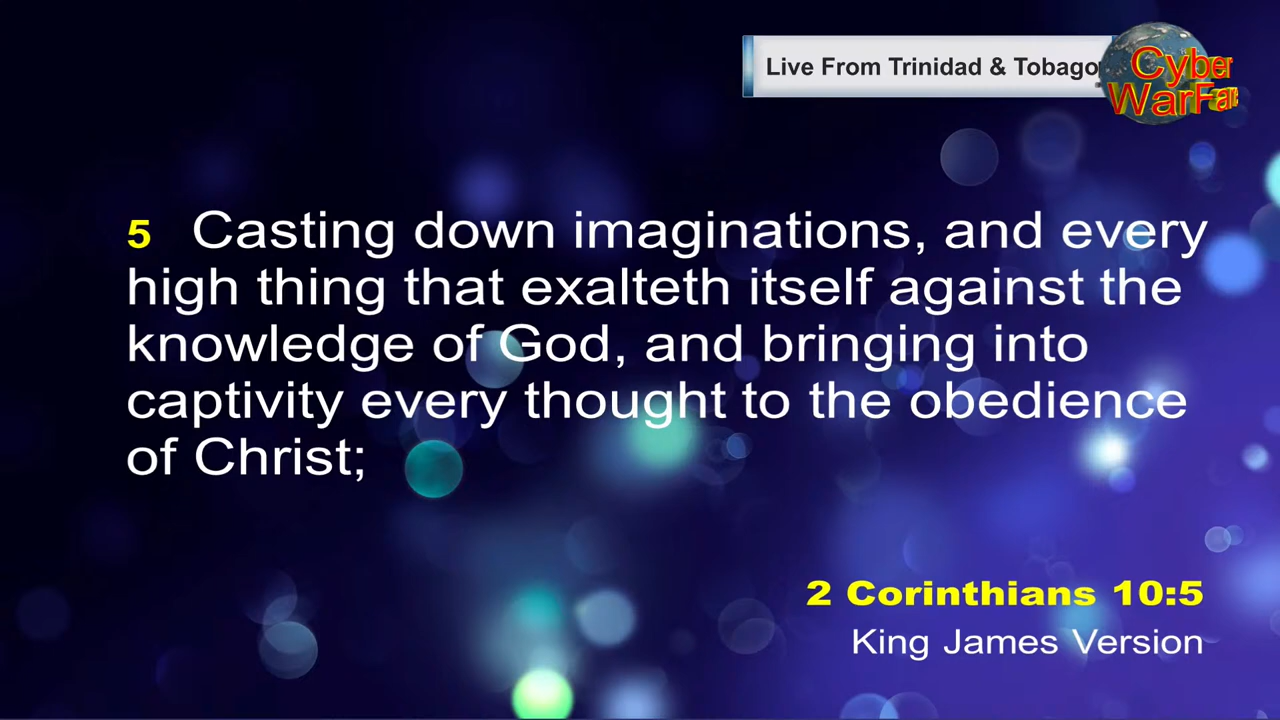 Live From Trinidad & Tobago
Cyber
WarFare
5 Casting down imaginations, and every
high thing that exalteth itself against the
knowledge of God, and bringing into
captivity every thought to the obedience
of Christ;
2 Corinthians 10:5
King James Version